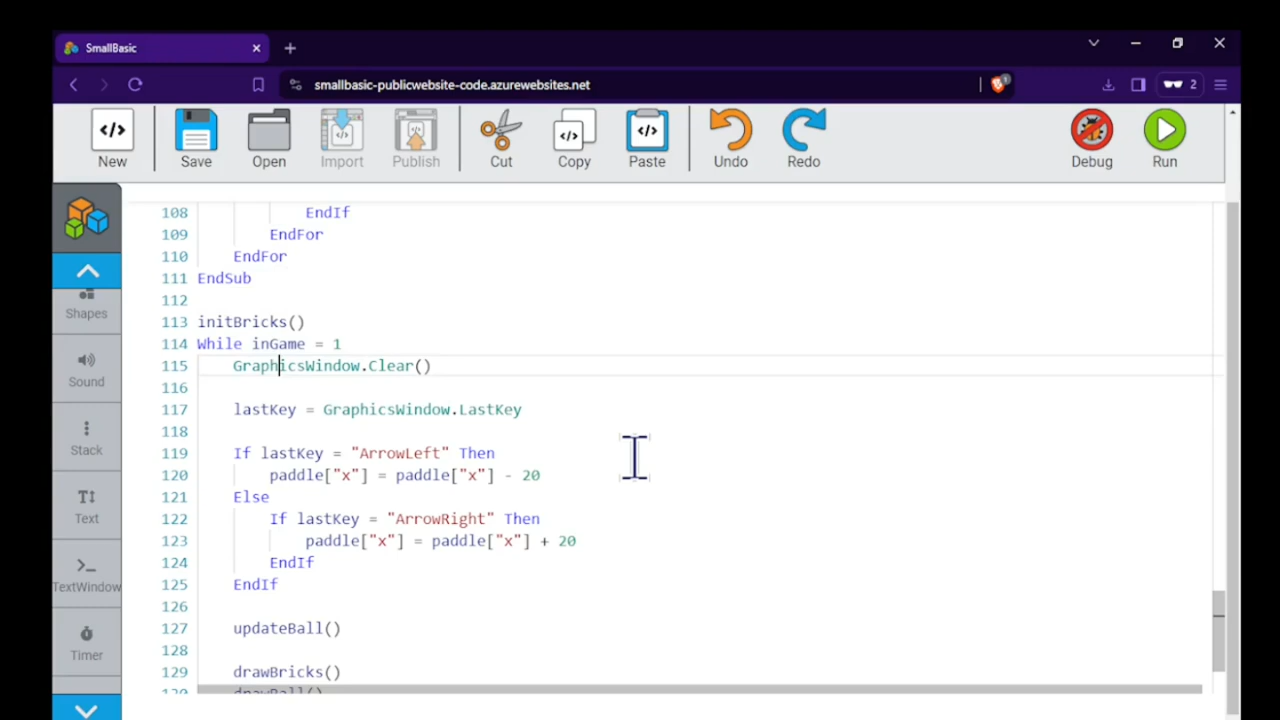 SmallBasic
smallbasic-publicwebsite-code.azurewebsites.net
1
2
New
Save
Open
Import
Publish
Cut
Copy
Paste
Undo
Redo
Debug
Run
Shapes
Sound
Stack
Text
TextWindow
Timer
108 EndIf
109 EndFor
110 EndFor
111 EndSub
112
113 initBricks()
114 While inGame = 1
115 GraphicsWindow.Clear()
116
117 lastKey = GraphicsWindow.LastKey
118
119 If lastKey = "ArrowLeft" Then
120 paddle["x"] = paddle["x"] - 20
121 Else
122 If lastKey = "ArrowRight" Then
123 paddle["x"] = paddle["x"] + 20
124 EndIf
125 EndIf
126
127 updateBall()
128
129 drawBricks()
130 drawBall()